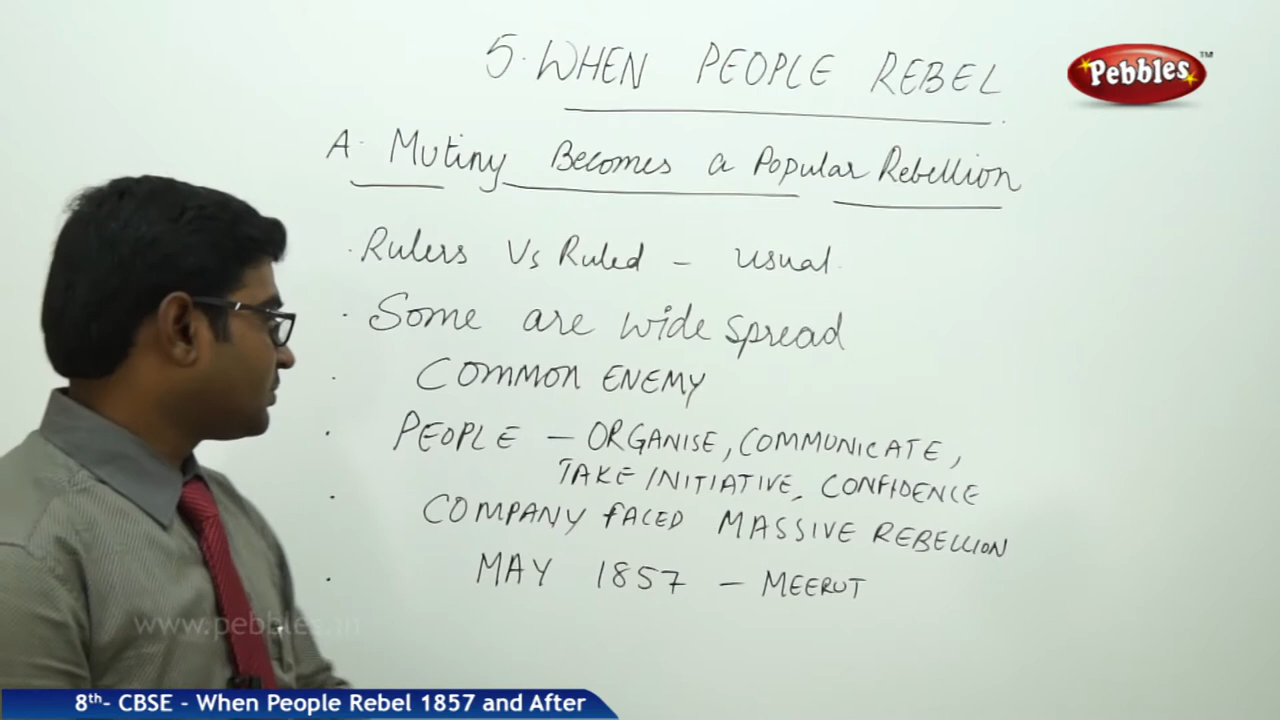 5. WHEN PEOPLE REBEL
Pebbles™
A. Mutiny Becomes a Popular Rebellion
· Rulers Vs Ruled - usual.
· Some are wide spread
· COMMON ENEMY
· PEOPLE - ORGANISE, COMMUNICATE,
TAKE INITIATIVE, CONFIDENCE
· COMPANY FACED MASSIVE REBELLION
· MAY 1857 - MEERUT
www.pebbles.in
8th- CBSE - When People Rebel 1857 and After